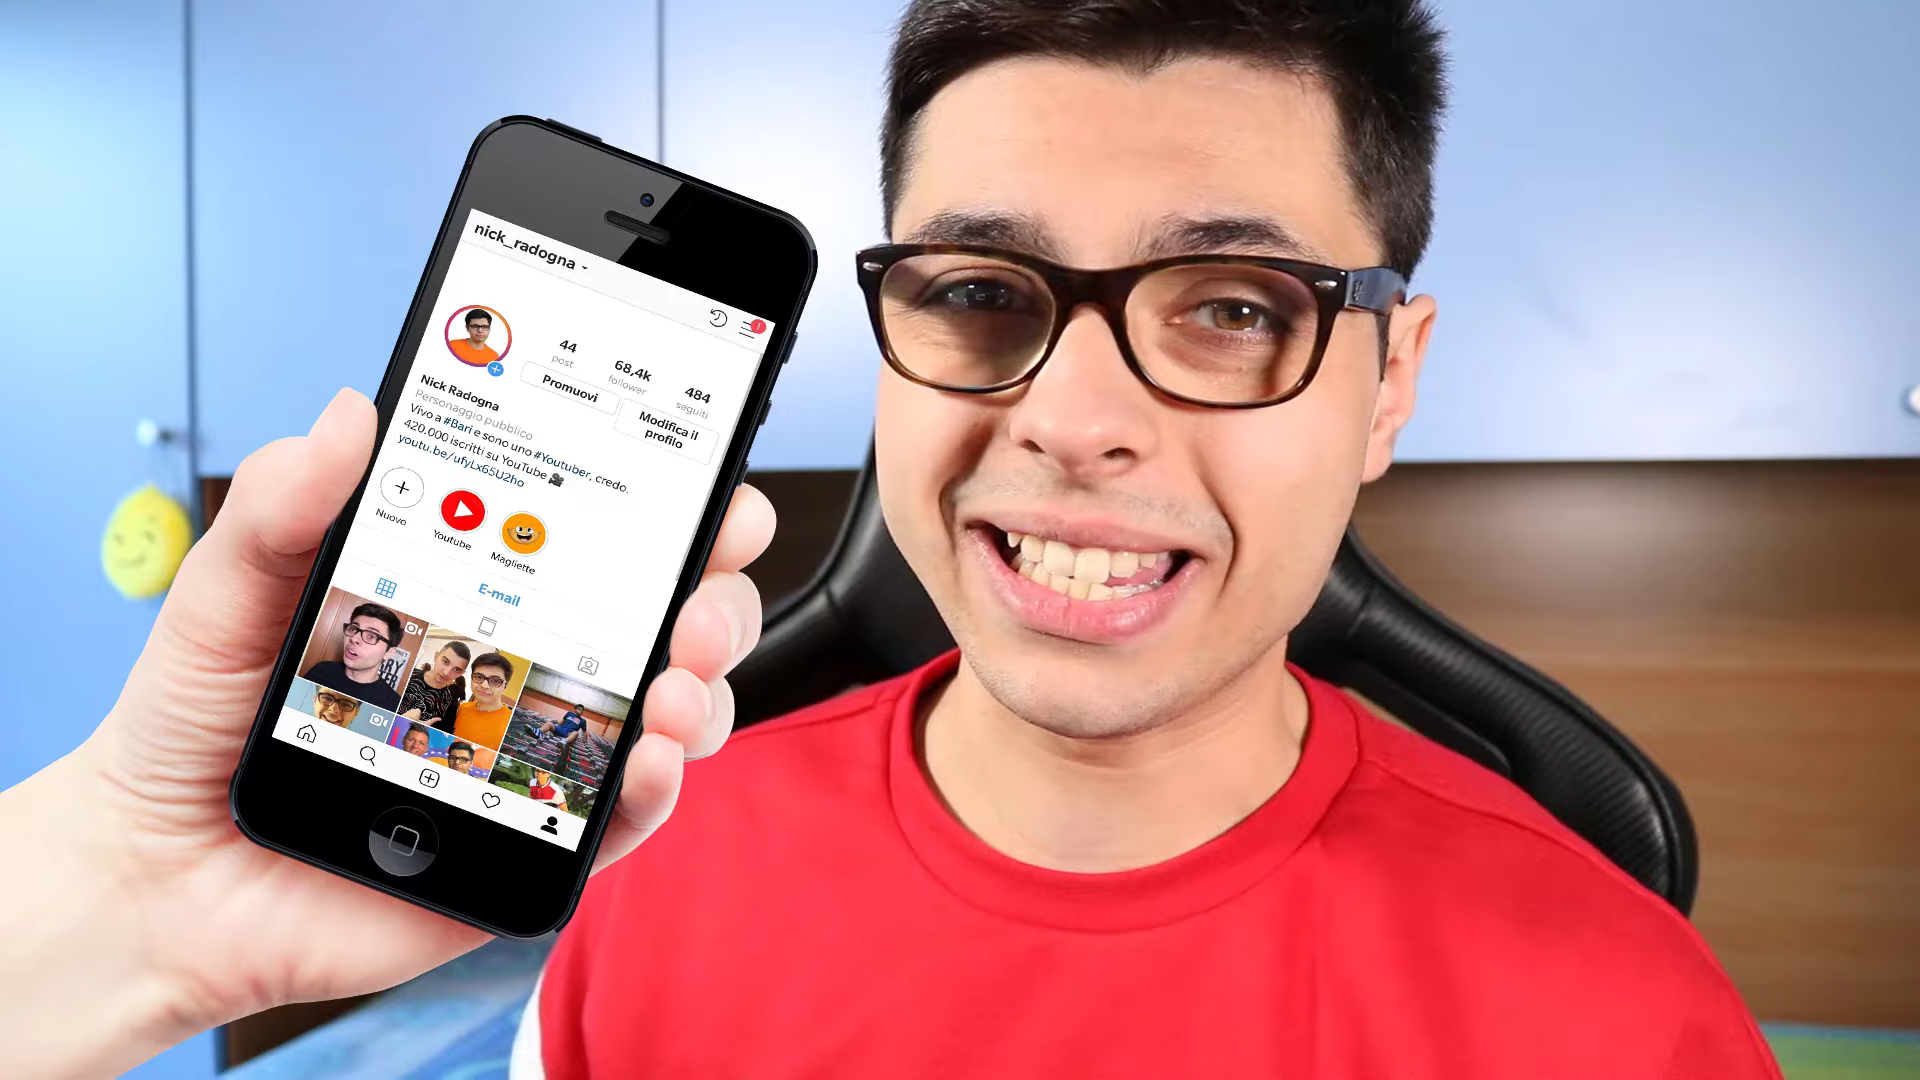 nick_radogna
1
44
post
68,4k
follower
484
seguiti
Promuovi
Modifica il
profilo
Nick Radogna
Personaggio pubblico
Vivo a #Bari e sono uno #Youtuber, credo.
420.000 iscritti su YouTube 🎥
youtu.be/ufyLx65U2ho
Nuovo
Youtube
Magliette
E-mail